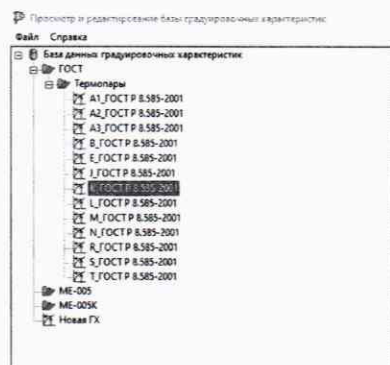 Просмотр и редактирование базы градуировочных характеристик
Файл Справка
База данных градуировочных характеристик
ГОСТ
Термопары
A1_ГОСТ Р 8.585-2001
A2_ГОСТ Р 8.585-2001
A3_ГОСТ Р 8.585-2001
B_ГОСТ Р 8.585-2001
E_ГОСТ Р 8.585-2001
J_ГОСТ Р 8.585-2001
K_ГОСТ Р 8.585-2001
L_ГОСТ Р 8.585-2001
M_ГОСТ Р 8.585-2001
N_ГОСТ Р 8.585-2001
R_ГОСТ Р 8.585-2001
S_ГОСТ Р 8.585-2001
T_ГОСТ Р 8.585-2001
ME-005
ME-005K
Новая ГХ